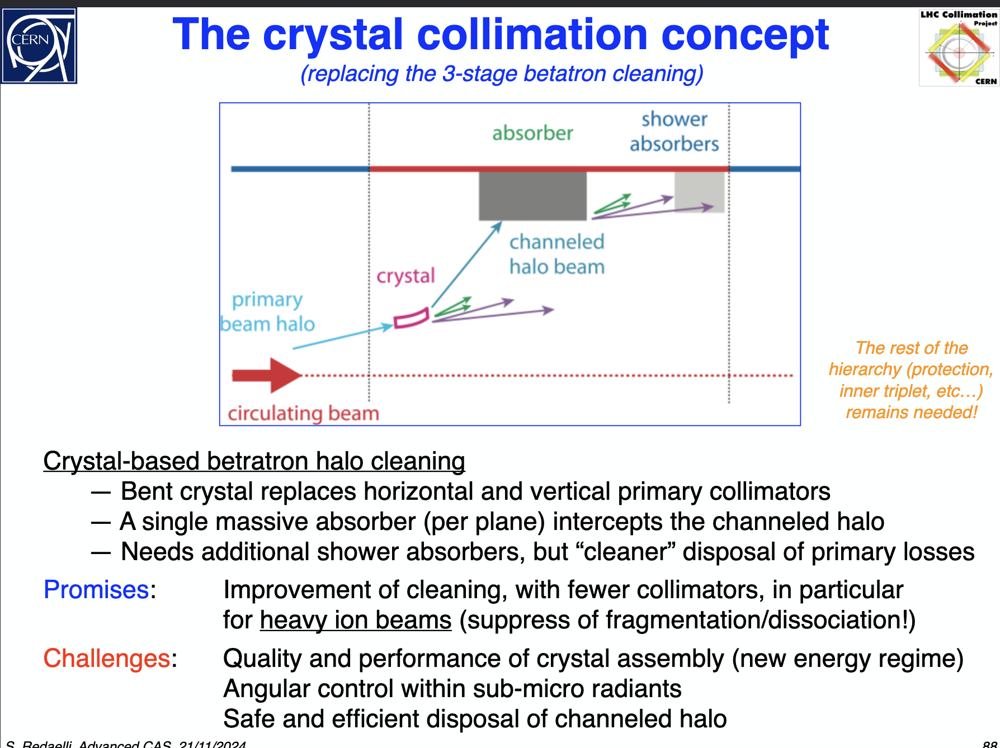 CERN
The crystal collimation concept
(replacing the 3-stage betatron cleaning)
LHC Collimation
Project
CERN
absorber
shower
absorbers
channeled
halo beam
crystal
primary
beam halo
circulating beam
The rest of the
hierarchy (protection,
inner triplet, etc…)
remains needed!
Crystal-based betratron halo cleaning
— Bent crystal replaces horizontal and vertical primary collimators
— A single massive absorber (per plane) intercepts the channeled halo
— Needs additional shower absorbers, but “cleaner” disposal of primary losses
Promises: Improvement of cleaning, with fewer collimators, in particular
for heavy ion beams (suppress of fragmentation/dissociation!)
Challenges: Quality and performance of crystal assembly (new energy regime)
Angular control within sub-micro radiants
Safe and efficient disposal of channeled halo
S. Redaelli, Advanced CAS, 21/11/2024
88